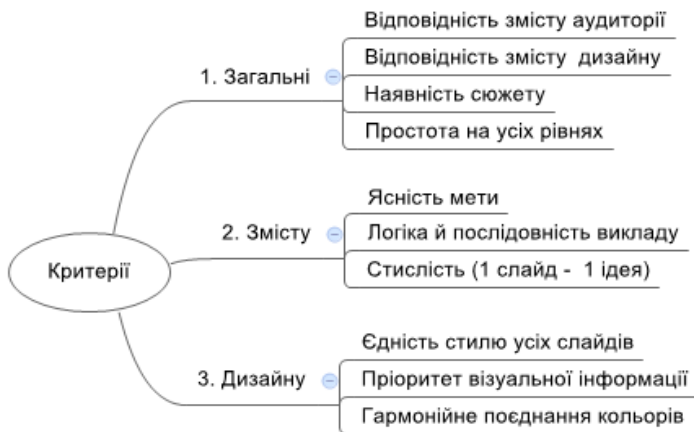 Критерії
1. Загальні
Відповідність змісту аудиторії
Відповідність змісту дизайну
Наявність сюжету
Простота на усіх рівнях
2. Змісту
Ясність мети
Логіка й послідовність викладу
Стислість (1 слайд - 1 ідея)
3. Дизайну
Єдність стилю усіх слайдів
Пріоритет візуальної інформації
Гармонійне поєднання кольорів